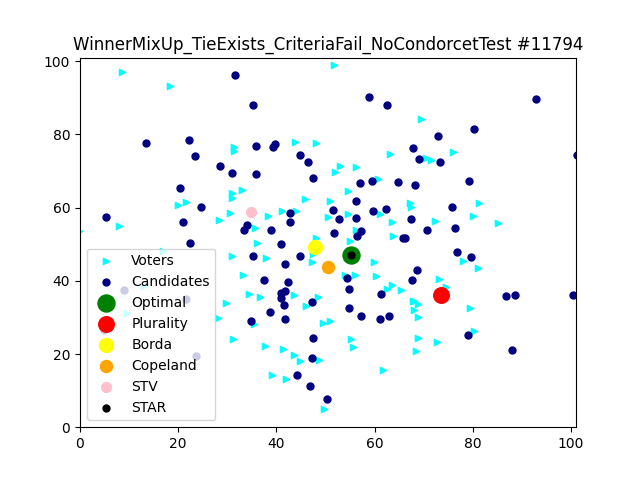 WinnerMixUp_TieExists_CriteriaFail_NoCondorcetTest #11794
100
80
60
40
20
0
0 20 40 60 80 100
Voters
Candidates
Optimal
Plurality
Borda
Copeland
STV
STAR